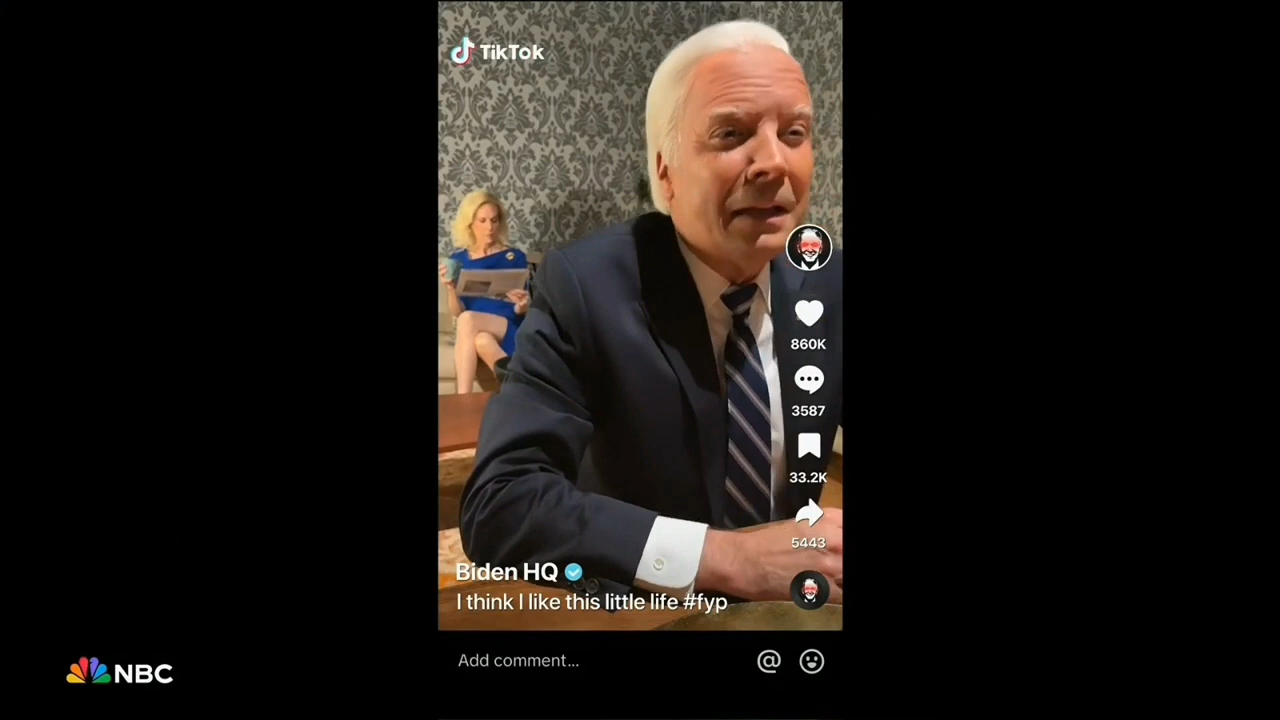 TikTok
860K
3587
33.2K
5443
Biden HQ
I think I like this little life #fyp
Add comment...
@
NBC